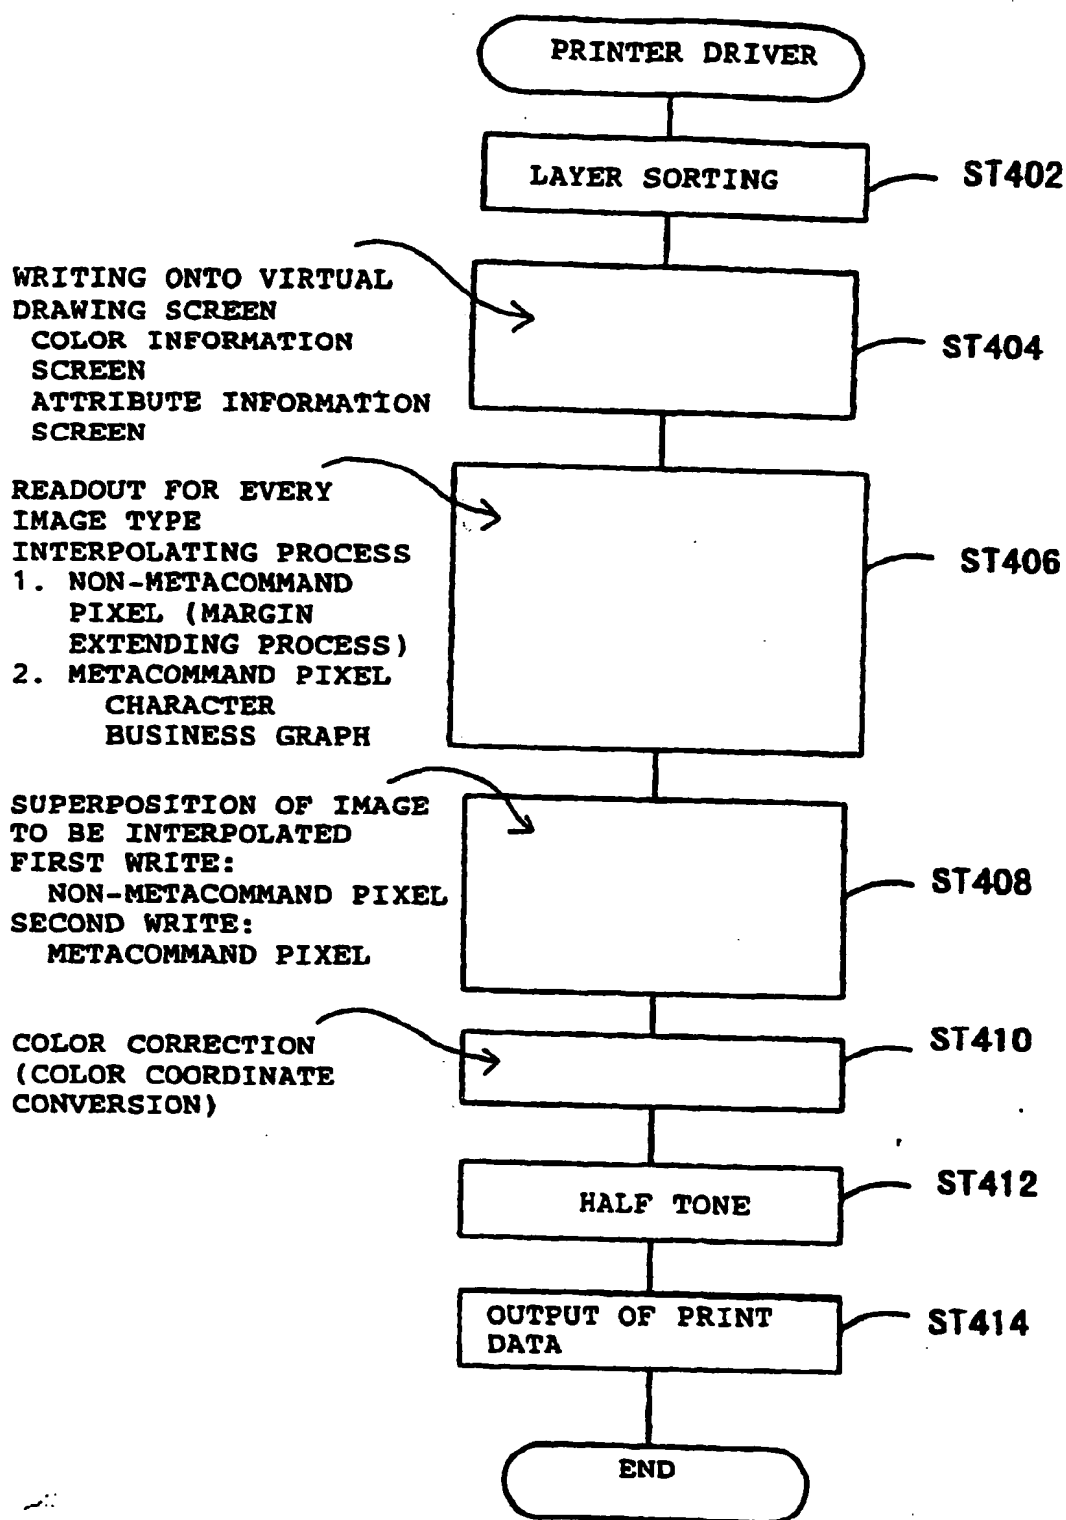 PRINTER DRIVER
LAYER SORTING
ST402
WRITING ONTO VIRTUAL
DRAWING SCREEN
COLOR INFORMATION
SCREEN
ATTRIBUTE INFORMATION
SCREEN
ST404
READOUT FOR EVERY
IMAGE TYPE
INTERPOLATING PROCESS
1. NON-METACOMMAND
PIXEL (MARGIN
EXTENDING PROCESS)
2. METACOMMAND PIXEL
CHARACTER
BUSINESS GRAPH
ST406
SUPERPOSITION OF IMAGE
TO BE INTERPOLATED
FIRST WRITE:
NON-METACOMMAND PIXEL
SECOND WRITE:
METACOMMAND PIXEL
ST408
COLOR CORRECTION
(COLOR COORDINATE
CONVERSION)
ST410
HALF TONE
ST412
OUTPUT OF PRINT
DATA
ST414
END